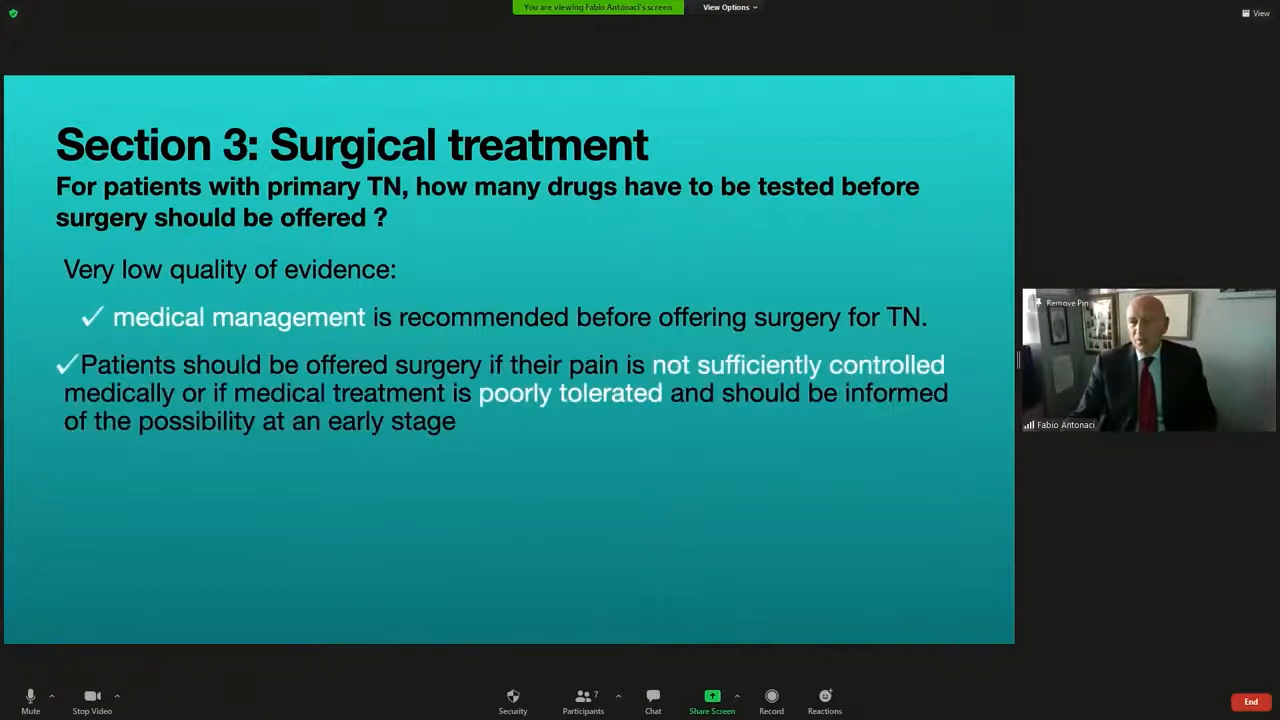 You are viewing Fabio Antonaci's screen
View Options
View
Section 3: Surgical treatment
For patients with primary TN, how many drugs have to be tested before
surgery should be offered ?
Very low quality of evidence:
✓ medical management is recommended before offering surgery for TN.
✓Patients should be offered surgery if their pain is not sufficiently controlled
medically or if medical treatment is poorly tolerated and should be informed
of the possibility at an early stage
Remove Pin
Fabio Antonaci
Mute
Stop Video
Security
7
Participants
Chat
Share Screen
Record
Reactions
End